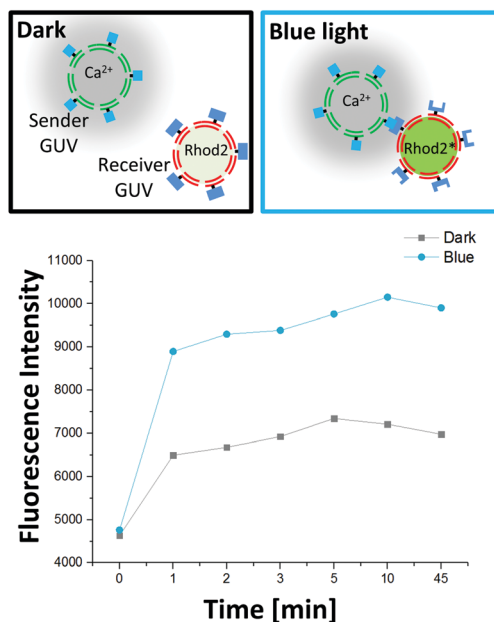 Dark
Ca2+
Sender
GUV
Receiver
GUV
Rhod2
Blue light
Ca2+
Rhod2*
Dark
Blue
Fluorescence Intensity
11000
10000
9000
8000
7000
6000
5000
4000
0 1 2 3 5 10 45
Time [min]